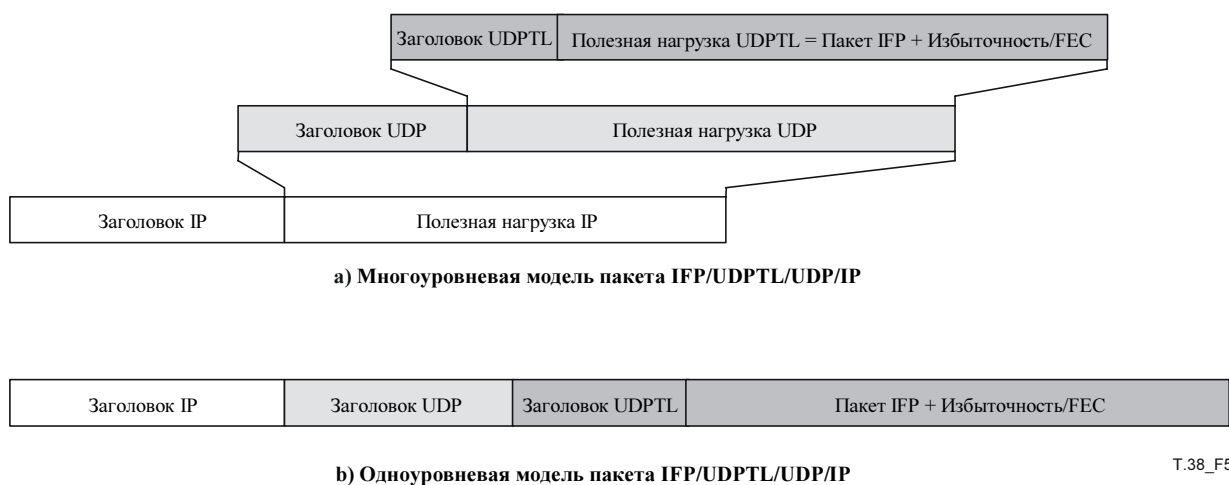 Заголовок UDPTL
Полезная нагрузка UDPTL = Пакет IFP + Избыточность/FEC
Заголовок UDP
Полезная нагрузка UDP
Заголовок IP
Полезная нагрузка IP
a) Многоуровневая модель пакета IFP/UDPTL/UDP/IP
Заголовок IP
Заголовок UDP
Заголовок UDPTL
Пакет IFP + Избыточность/FEC
b) Одноуровневая модель пакета IFP/UDPTL/UDP/IP
T.38_F5